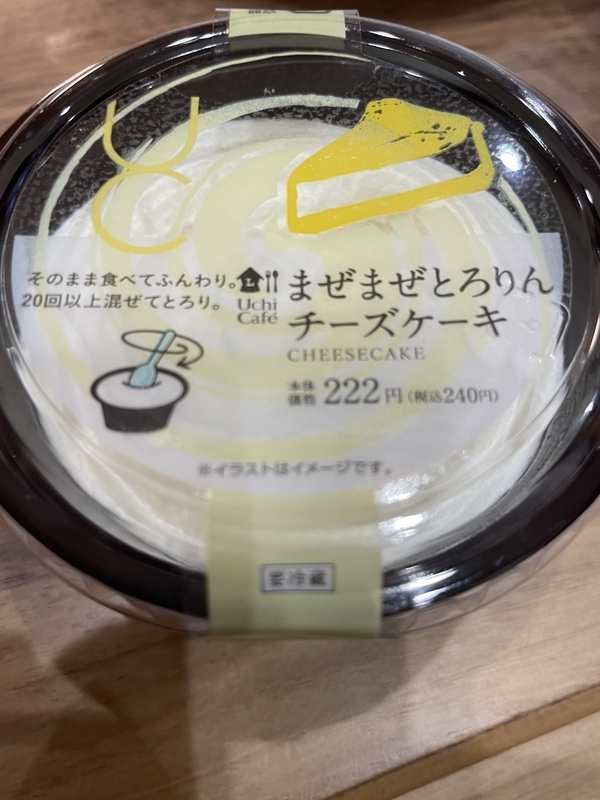 そのまま食べてふんわり。
20回以上混ぜてとろり。
Uchi
Café
まぜまぜとろりん
チーズケーキ
CHEESECAKE
本体
価格 222円(税込240円)
※イラストはイメージです。
要冷蔵